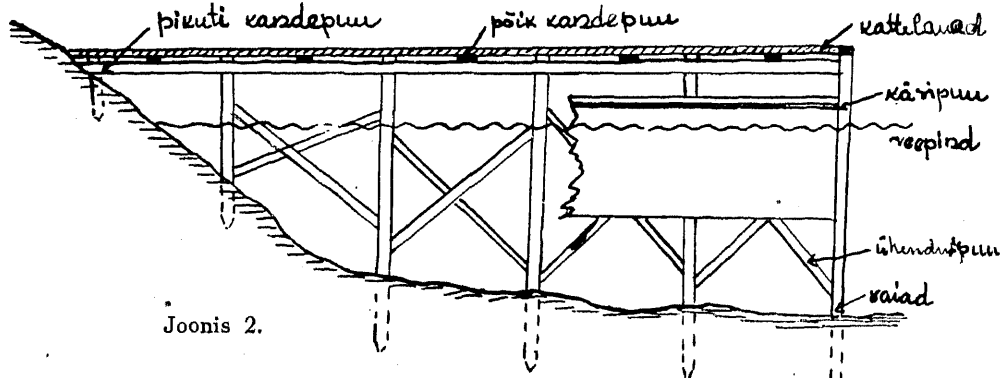 pikuti kandepuu
põik kandepuu
kattelauad
käsipuu
veepind
ühenduspuu
vaiad
Joonis 2.